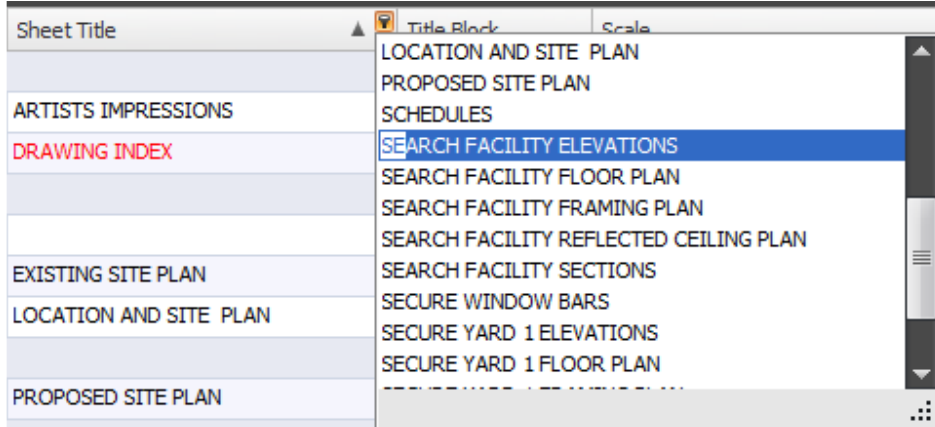 Sheet Title
Title Block
Scale
ARTISTS IMPRESSIONS
DRAWING INDEX
EXISTING SITE PLAN
LOCATION AND SITE PLAN
PROPOSED SITE PLAN
LOCATION AND SITE PLAN
PROPOSED SITE PLAN
SCHEDULES
SEARCH FACILITY ELEVATIONS
SEARCH FACILITY FLOOR PLAN
SEARCH FACILITY FRAMING PLAN
SEARCH FACILITY REFLECTED CEILING PLAN
SEARCH FACILITY SECTIONS
SECURE WINDOW BARS
SECURE YARD 1 ELEVATIONS
SECURE YARD 1 FLOOR PLAN